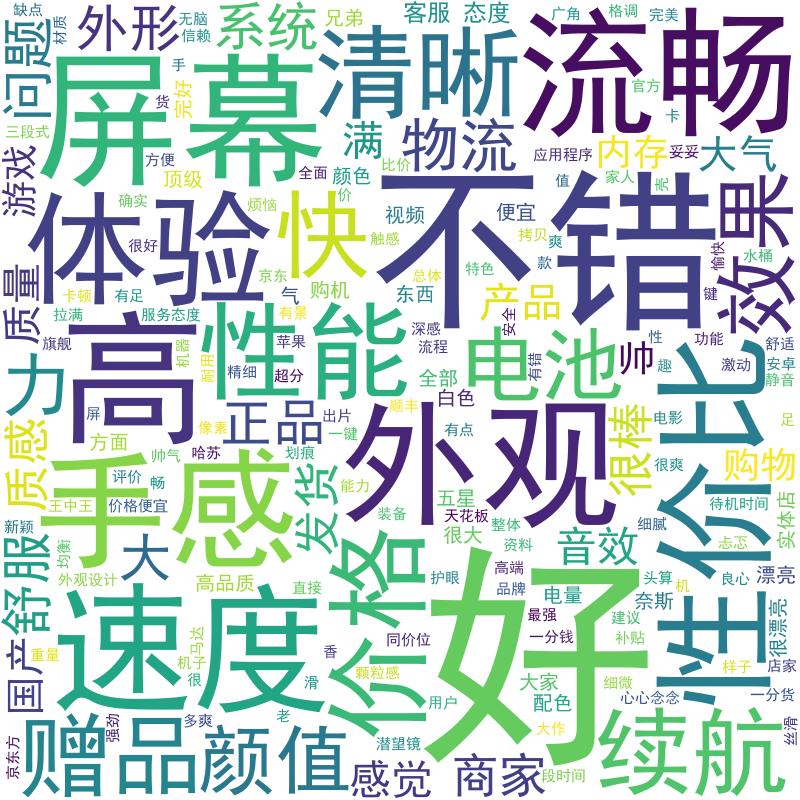 缺点
材质
问题
外形
无脑
信赖
系统
兄弟
客服
态度
广角
格调
完美
流畅
清晰
屏幕
手
货
完好
官方
卡
三段式
方便
满
物流
应用程序
内存
妥妥
大气
游戏
顶级
全面
颜色
比价
值
家人
亮
效果
确实
烦恼
价
视频
便宜
拷贝
爽
体验
很好
快
触感
不错
愉快
质量
京东
总体
特色
款
水桶
卡顿
有足
气
购机
东西
产品
键
拉满
服务态度
有景
安全
旗舰
高
性能
深感
流程
电池
有错
帅
性
功能
舒适
机器
苹果
趣
激动
安卓
静音
力
呵用
精细
超分
全部
白色
性价比
质感
正品
出片
顺丰
外观
很棒
电影
足
方面
像素
一键
有点
帅气
哈苏
划痕
很爽
购物
手感
评价
发货
能力
五星
细腻
待机时间
实体店
王中王
畅
价格便宜
天花板
新颖
装备
很大
整体
资料
音效
忐忑
舒服
均衡
大
价格
外观设计
高品质
直接
护眼
高端
品牌
电量
头算
奈斯
机
良心
漂亮
速度
好
最强
建议
很漂亮
同价位
一分钱
补贴
国产
重量
机子
马达
香
颗粒感
样子
店家
很
滑
大家
配色
细微
心心念念
一分货
用户
赠品
强劲
多爽
老
大作
丝滑
颜值
潜望镜
续航
京东方
感觉
商家
段时间
屏